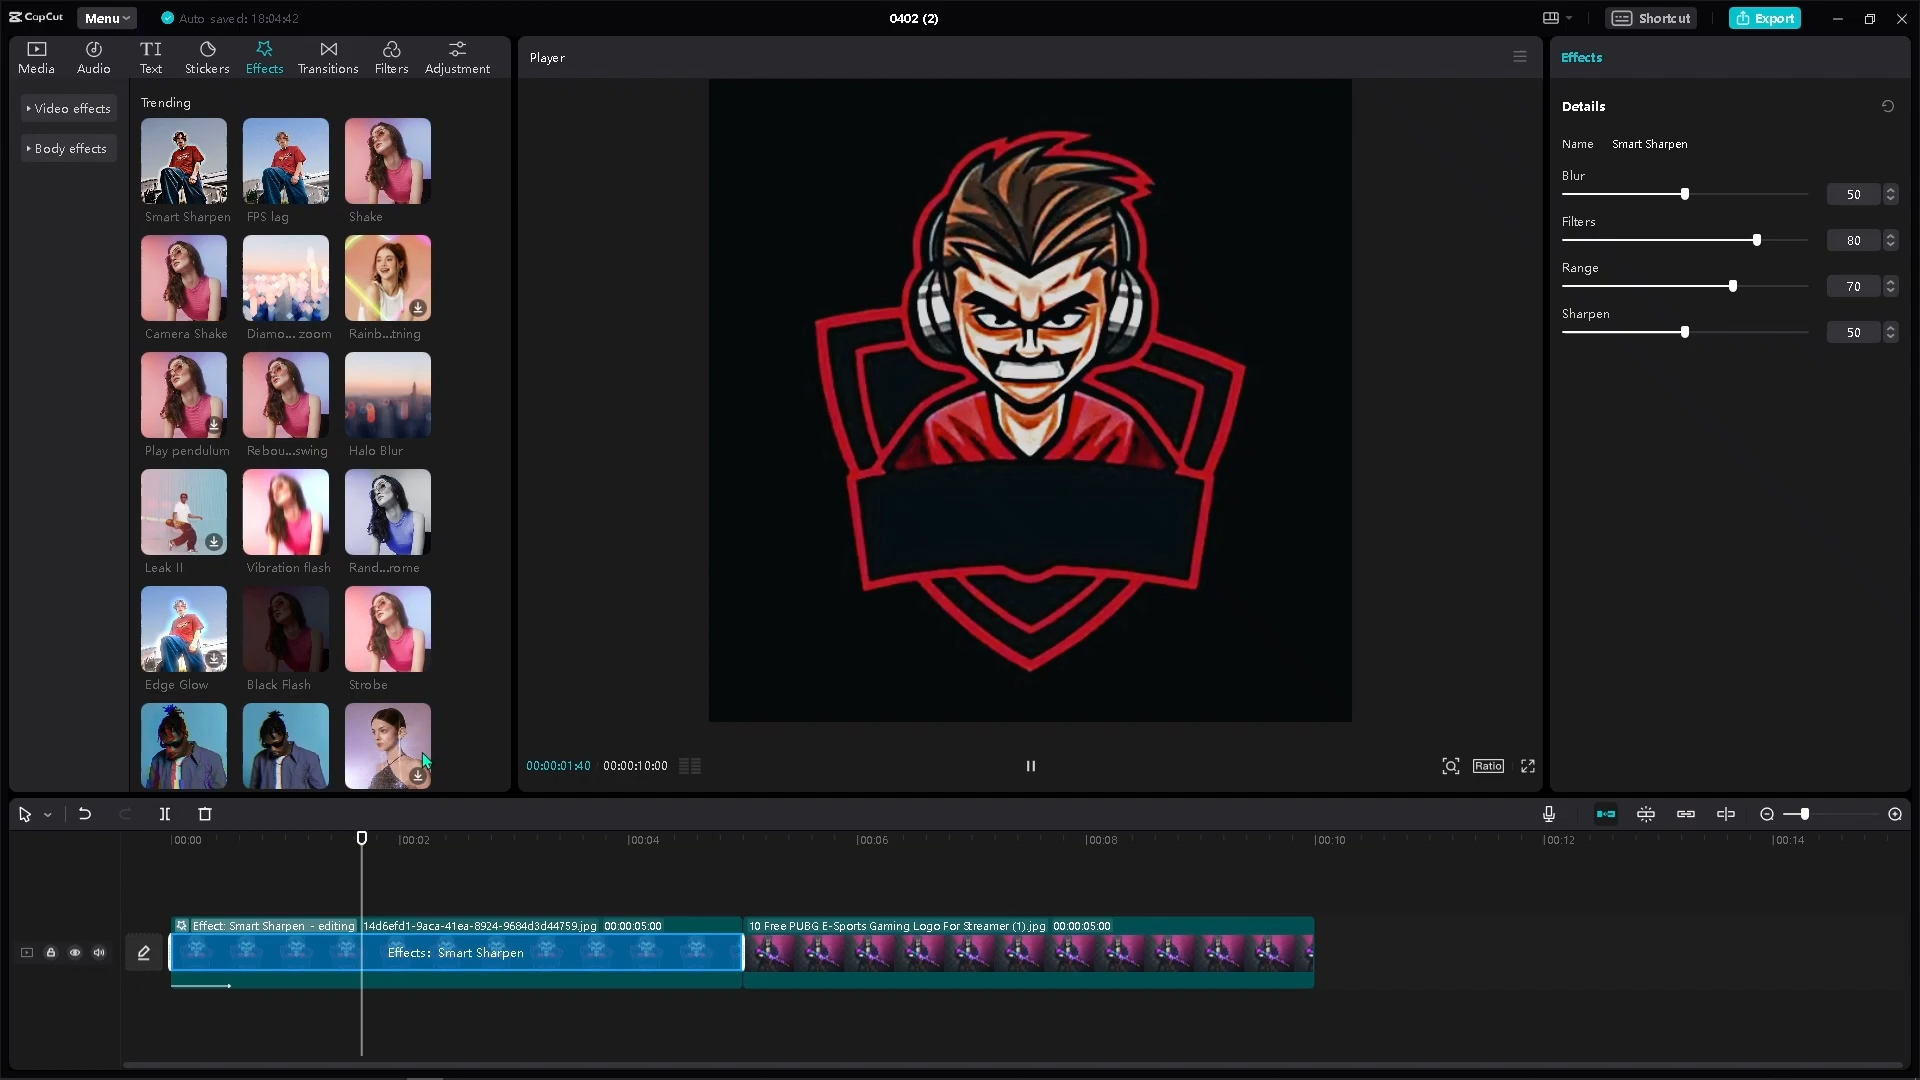 CapCut
Menu
Auto saved: 18:04:42
0402 (2)
Shortcut
Export
Media
Audio
Text
Stickers
Effects
Transitions
Filters
Adjustment
Video effects
Body effects
Trending
Smart Sharpen
FPS lag
Shake
Camera Shake
Diamo... zoom
Rainb...tning
Play pendulum
Rebou...swing
Halo Blur
Leak II
Vibration flash
Rand...rome
Edge Glow
Black Flash
Strobe
Player
00:00:01:40
00:00:10:00
Ratio
Effects
Details
Name Smart Sharpen
Blur
50
Filters
80
Range
70
Sharpen
50
00:00
00:02
00:04
00:06
00:08
00:10
00:12
00:14
Effect: Smart Sharpen - editing
14d6efd1-9aca-41ea-8924-9684d3d44759.jpg 00:00:05:00
10 Free PUBG E-Sports Gaming Logo For Streamer (1).jpg 00:00:05:00
Effects: Smart Sharpen